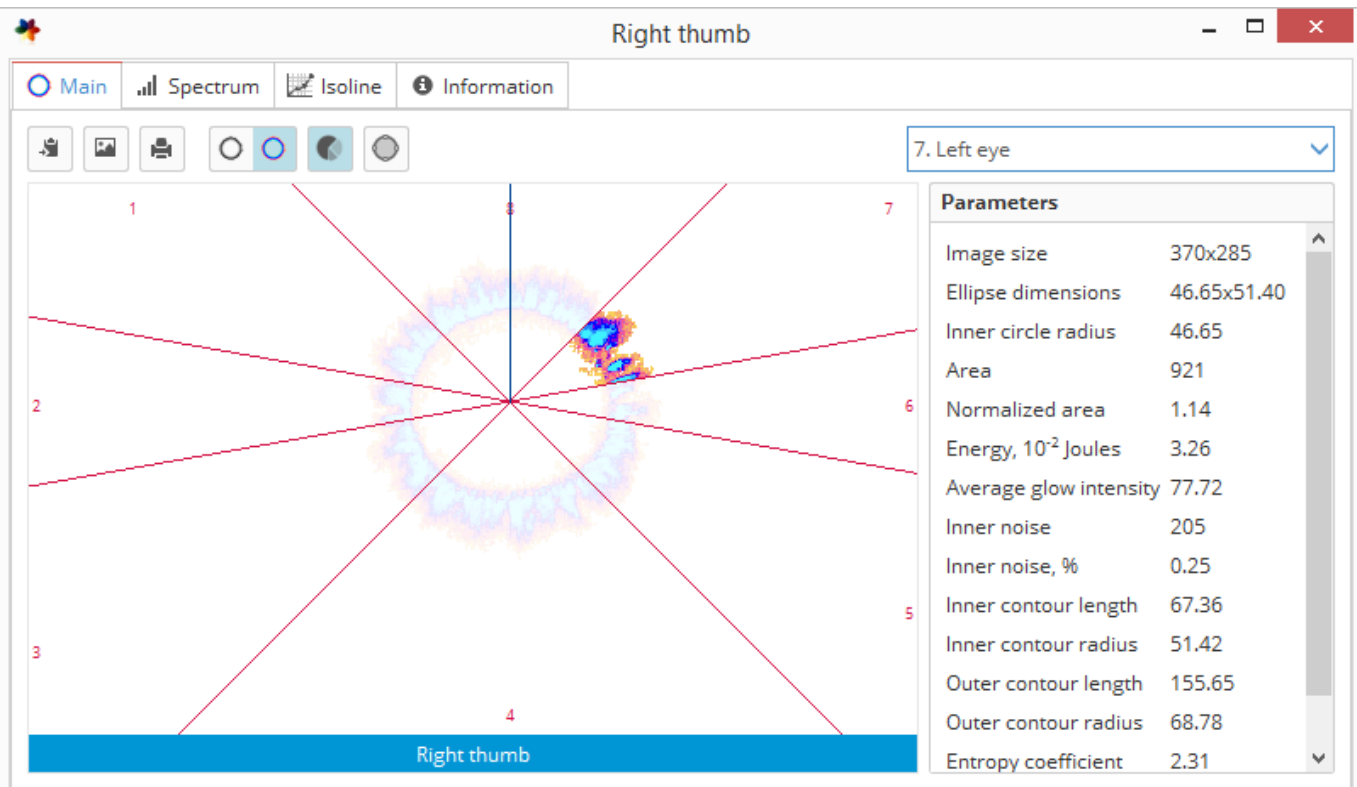 Right thumb
Main Spectrum Isoline Information
7. Left eye
1 8 7
2 6
3 5
4
Right thumb
Parameters
Image size 370x285
Ellipse dimensions 46.65x51.40
Inner circle radius 46.65
Area 921
Normalized area 1.14
Energy, 10⁻² Joules 3.26
Average glow intensity 77.72
Inner noise 205
Inner noise, % 0.25
Inner contour length 67.36
Inner contour radius 51.42
Outer contour length 155.65
Outer contour radius 68.78
Entropy coefficient 2.31